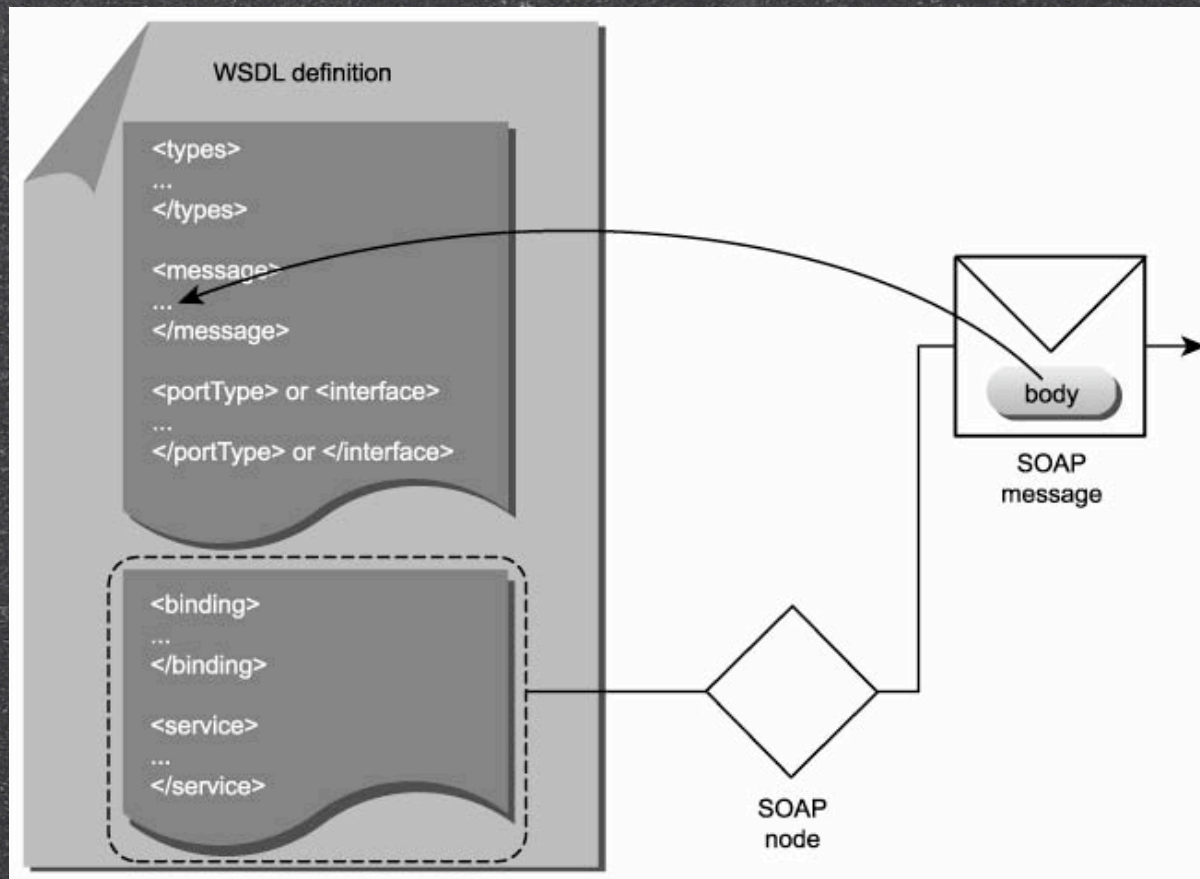 WSDL definition
<types>
...
</types>
<message>
...
</message>
<portType> or <interface>
...
</portType> or </interface>
<binding>
...
</binding>
<service>
...
</service>
body
SOAP
message
SOAP
node